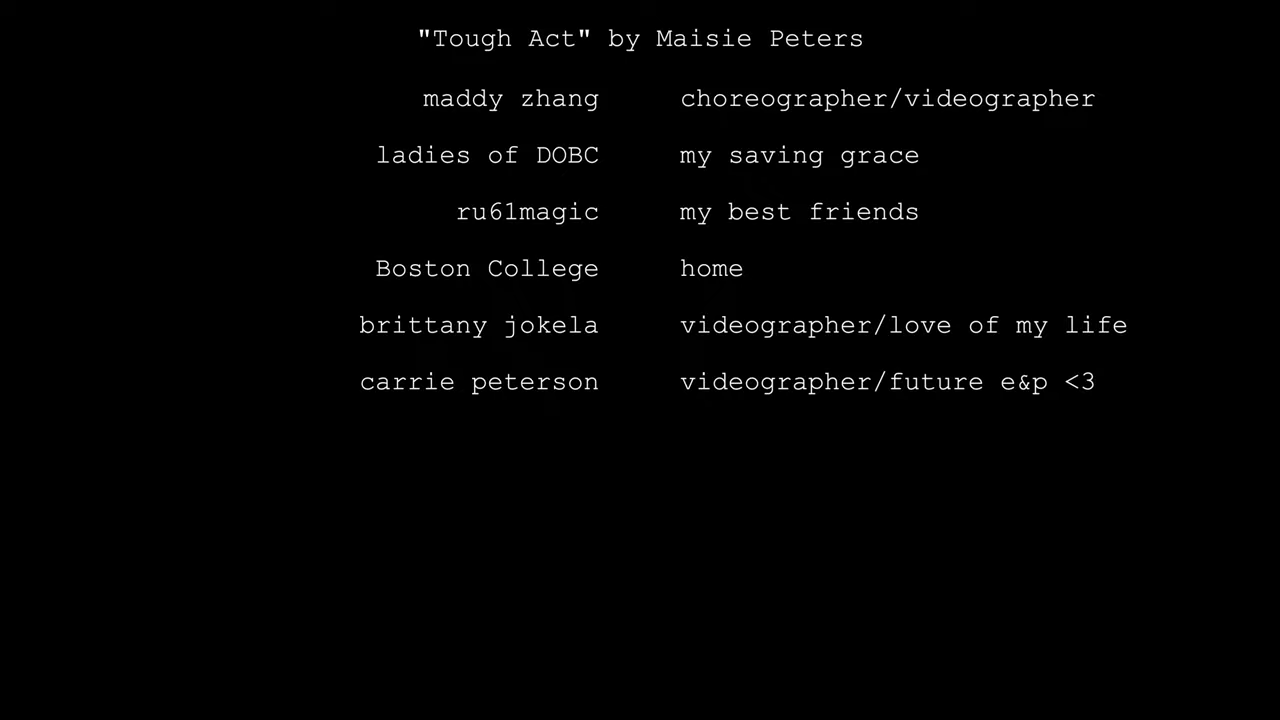 "Tough Act" by Maisie Peters
maddy zhang choreographer/videographer
ladies of DOBC my saving grace
ru61magic my best friends
Boston College home
brittany jokela videographer/love of my life
carrie peterson videographer/future e&p <3